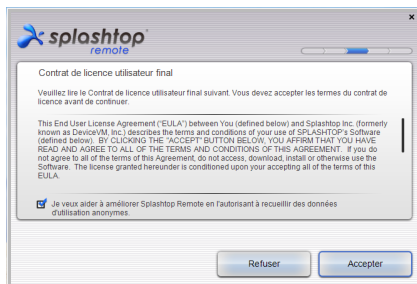 splashtop
remote
Contrat de licence utilisateur final
Veuillez lire le Contrat de licence utilisateur final suivant. Vous devez accepter les termes du contrat de
licence avant de continuer.
This End User License Agreement ("EULA") between You (defined below) and Splashtop Inc. (formerly
known as DeviceVM, Inc.) describes the terms and conditions of your use of SPLASHTOP's Software
(defined below). BY CLICKING THE "ACCEPT" BUTTON BELOW, YOU AFFIRM THAT YOU HAVE
READ AND AGREE TO ALL OF THE TERMS AND CONDITIONS OF THIS AGREEMENT. If you do
not agree to all of the terms of this Agreement, do not access, download, install or otherwise use the
Software. The license granted hereunder is conditioned upon your accepting all of the terms of this
EULA.
Je veux aider à améliorer Splashtop Remote en l'autorisant à recueillir des données
d'utilisation anonymes.
Refuser Accepter